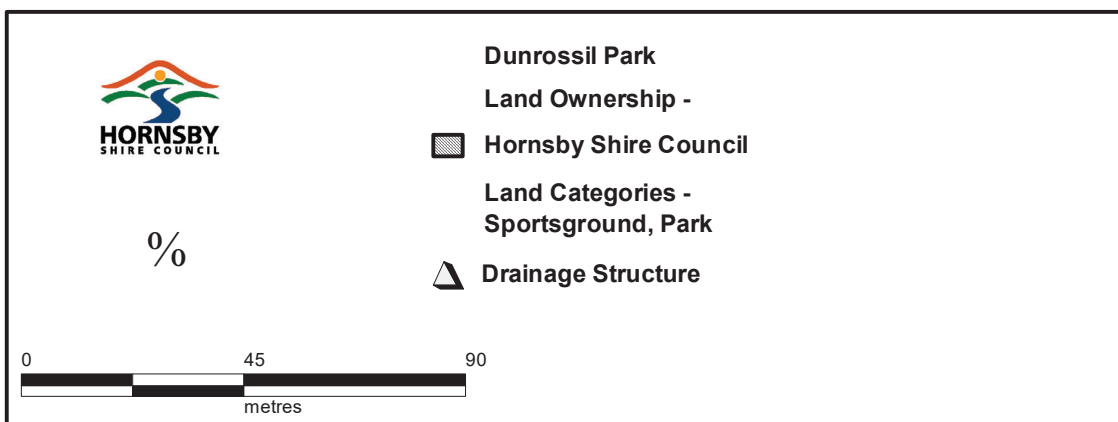 HORNSBY
SHIRE COUNCIL
%
Dunrossil Park
Land Ownership -
Hornsby Shire Council
Land Categories -
Sportsground, Park
Drainage Structure
0 45 90
metres